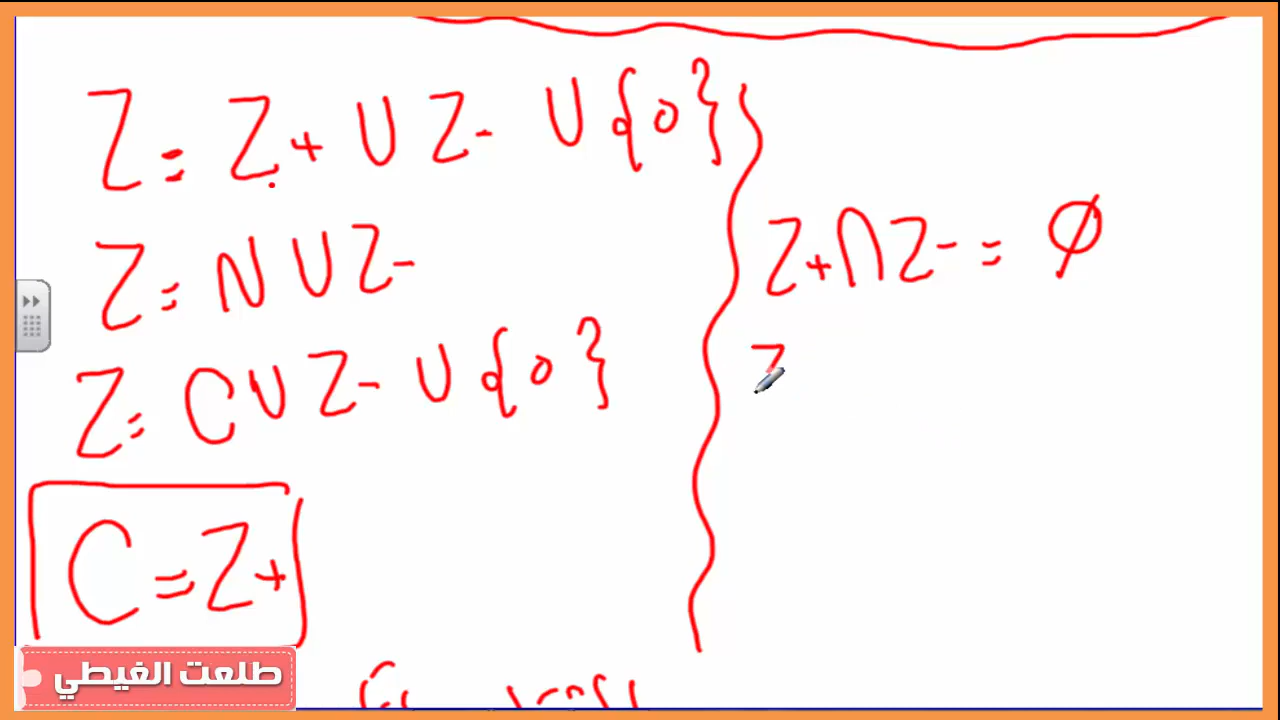 Z = Z+ U Z- U {0}
Z = N U Z-
Z = C U Z- U {0}
C = Z+
Z+ ∩ Z- = Ø
Z
طلعت الغيطي